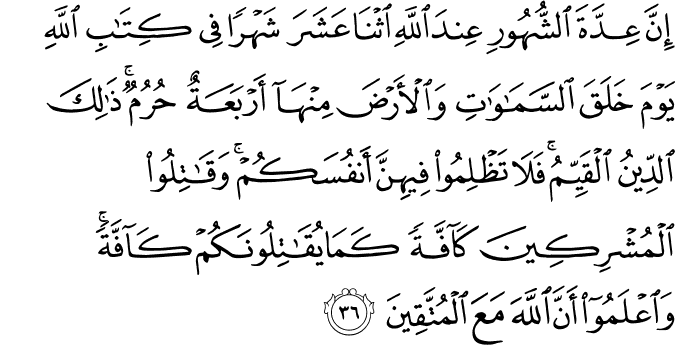 إِنَّ عِدَّةَ ٱلشُّهُورِ عِندَ ٱللَّهِ ٱثْنَا عَشَرَ شَهْرًا فِى كِتَـٰبِ ٱللَّهِ
يَوْمَ خَلَقَ ٱلسَّمَـٰوَٰتِ وَٱلْأَرْضَ مِنْهَآ أَرْبَعَةٌ حُرُمٌ ۚ ذَٰلِكَ
ٱلدِّينُ ٱلْقَيِّمُ ۚ فَلَا تَظْلِمُوا۟ فِيهِنَّ أَنفُسَكُمْ ۚ وَقَـٰتِلُوا۟
ٱلْمُشْرِكِينَ كَآفَّةً كَمَا يُقَـٰتِلُونَكُمْ كَآفَّةً ۚ
وَٱعْلَمُوٓا۟ أَنَّ ٱللَّهَ مَعَ ٱلْمُتَّقِينَ ٣٦